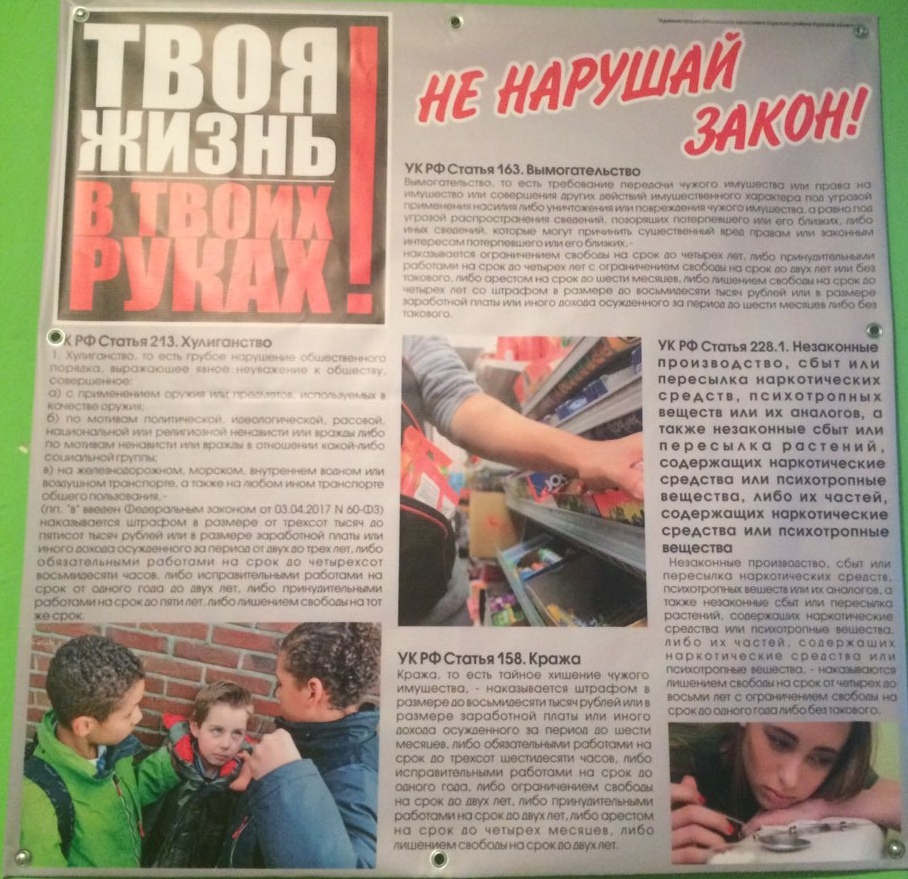 ТВОЯ
ЖИЗНЬ
В ТВОИХ
РУКАХ!
НЕ НАРУШАЙ
ЗАКОН!
УК РФ Статья 163. Вымогательство
Вымогательство, то есть требование передачи чужого имущества или права на
имущество или совершения других действий имущественного характера под угрозой
применения насилия либо уничтожения или повреждения чужого имущества, а равно под
угрозой распространения сведений, позорящих потерпевшего или его близких, либо
иных сведений, которые могут причинить существенный вред правам или законным
интересам потерпевшего или его близких, -
наказывается ограничением свободы на срок до четырех лет, либо принудительными
работами на срок до четырех лет с ограничением свободы на срок до двух лет или без
такового, либо арестом на срок до шести месяцев, либо лишением свободы на срок до
четырех лет со штрафом в размере до восьмидесяти тысяч рублей или в размере
заработной платы или иного дохода осужденного за период до шести месяцев либо без
такового.
К РФ Статья 213. Хулиганство
1. Хулиганство, то есть грубое нарушение общественного
порядка, выражающее явное неуважение к обществу,
совершенное:
а) с применением оружия или предметов, используемых в
качестве оружия;
б) по мотивам политической, идеологической, расовой,
национальной или религиозной ненависти или вражды либо
по мотивам ненависти или вражды в отношении какой-либо
социальной группы;
в) на железнодорожном, морском, внутреннем водном или
воздушном транспорте, а также на любом ином транспорте
общего пользования, -
(пп. "в" введен Федеральным законом от 03.04.2017 N 60-ФЗ)
наказывается штрафом в размере от трехсот тысяч до
пятисот тысяч рублей или в размере заработной платы или
иного дохода осужденного за период от двух до трех лет, либо
обязательными работами на срок до четырехсот
восьмидесяти часов, либо исправительными работами на
срок от одного года до двух лет, либо принудительными
работами на срок до пяти лет, либо лишением свободы на тот
же срок.
УК РФ Статья 158. Кража
Кража, то есть тайное хищение чужого
имущества, - наказывается штрафом в
размере до восьмидесяти тысяч рублей или в
размере заработной платы или иного
дохода осужденного за период до шести
месяцев, либо обязательными работами на
срок до трехсот шестидесяти часов, либо
исправительными работами на срок до
одного года, либо ограничением свободы
на срок до двух лет, либо принудительными
работами на срок до двух лет, либо арестом
на срок до четырех месяцев, либо
лишением свободы на срок до двух лет.
УК РФ Статья 228.1. Незаконные
производство, сбыт или
пересылка наркотических
средств, психотропных
веществ или их аналогов, а
также незаконные сбыт или
пересылка растений,
содержащих наркотические
средства или психотропные
вещества, либо их частей,
содержащих наркотические
средства или психотропные
вещества
Незаконные производство, сбыт или
пересылка наркотических средств,
психотропных веществ или их аналогов, а
также незаконные сбыт или пересылка
растений, содержащих наркотические
средства или психотропные вещества,
либо их частей, содержащих
наркотические средства или
психотропные вещества, - наказываются
лишением свободы на срок от четырех до
восьми лет с ограничением свободы на
срок до одного года либо без такового.